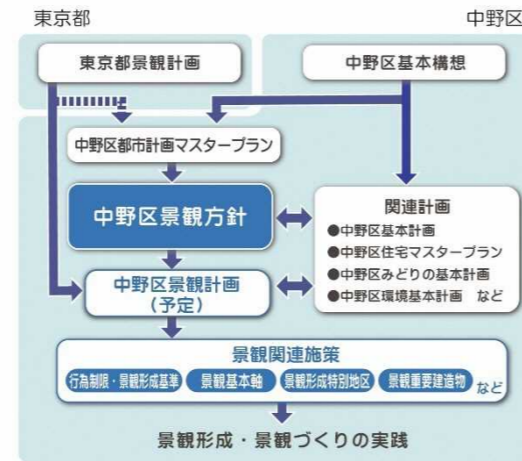 東京都
中野区
東京都景観計画
中野区基本構想
中野区都市計画マスタープラン
中野区景観方針
関連計画
●中野区基本計画
●中野区住宅マスタープラン
●中野区みどりの基本計画
●中野区環境基本計画 など
中野区景観計画
(予定)
景観関連施策
行為制限・景観形成基準 景観基本軸 景観形成特別地区 景観重要建造物 など
景観形成・景観づくりの実践